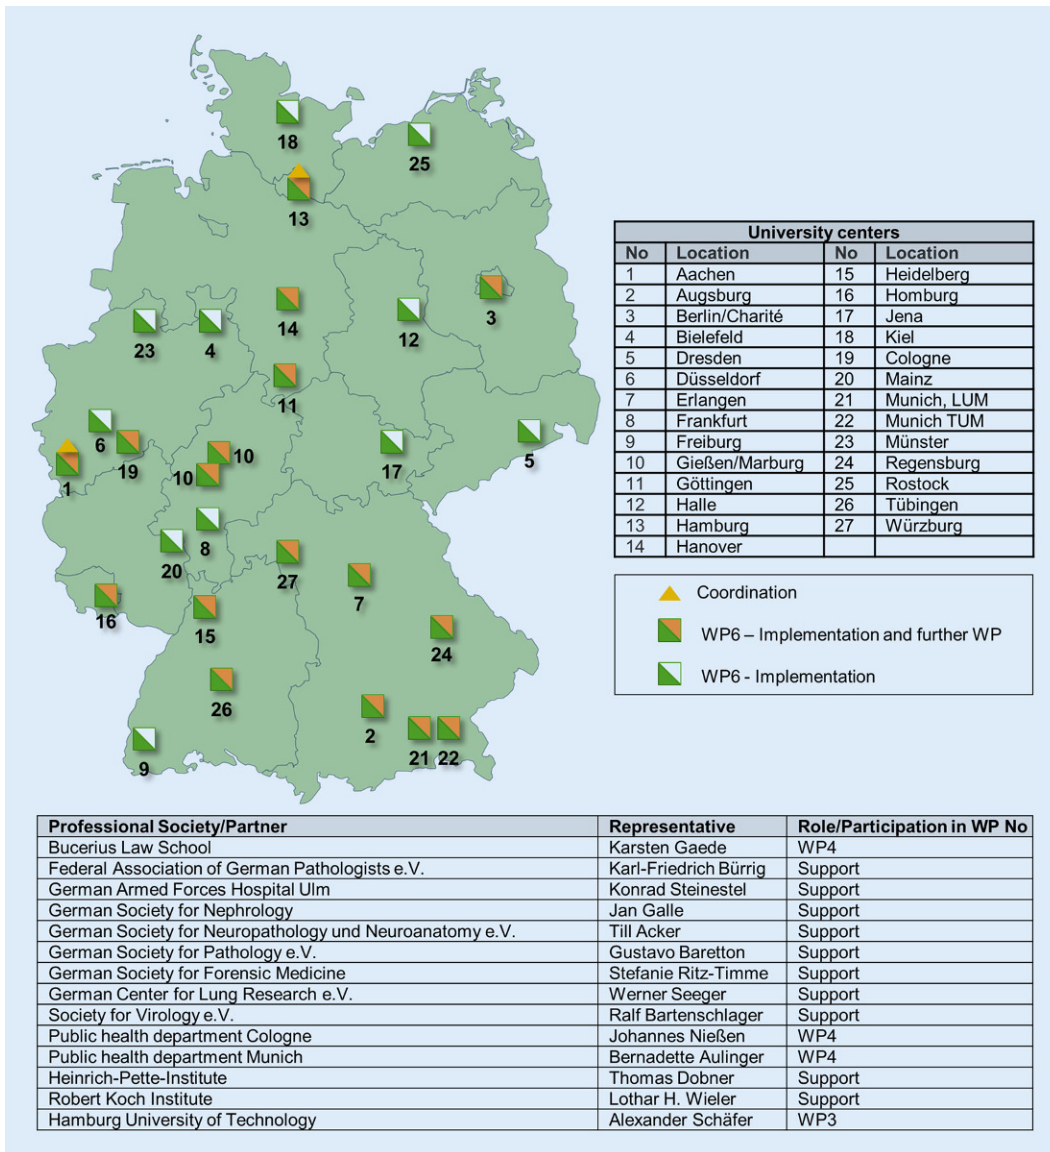 18
25
13
3
14
12
23
4
11
6
19
10
5
1
10
17
8
20
27
7
16
15
24
26
2
21
22
9
University centers
No Location No Location
1 Aachen 15 Heidelberg
2 Augsburg 16 Homburg
3 Berlin/Charité 17 Jena
4 Bielefeld 18 Kiel
5 Dresden 19 Cologne
6 Düsseldorf 20 Mainz
7 Erlangen 21 Munich, LUM
8 Frankfurt 22 Munich TUM
9 Freiburg 23 Münster
10 Gießen/Marburg 24 Regensburg
11 Göttingen 25 Rostock
12 Halle 26 Tübingen
13 Hamburg 27 Würzburg
14 Hanover
Coordination
WP6 – Implementation and further WP
WP6 - Implementation
Professional Society/Partner Representative Role/Participation in WP No
Bucerius Law School Karsten Gaede WP4
Federal Association of German Pathologists e.V. Karl-Friedrich Bürrig Support
German Armed Forces Hospital Ulm Konrad Steinestel Support
German Society for Nephrology Jan Galle Support
German Society for Neuropathology und Neuroanatomy e.V. Till Acker Support
German Society for Pathology e.V. Gustavo Baretton Support
German Society for Forensic Medicine Stefanie Ritz-Timme Support
German Center for Lung Research e.V. Werner Seeger Support
Society for Virology e.V. Ralf Bartenschlager Support
Public health department Cologne Johannes Nießen WP4
Public health department Munich Bernadette Aulinger WP4
Heinrich-Pette-Institute Thomas Dobner Support
Robert Koch Institute Lothar H. Wieler Support
Hamburg University of Technology Alexander Schäfer WP3